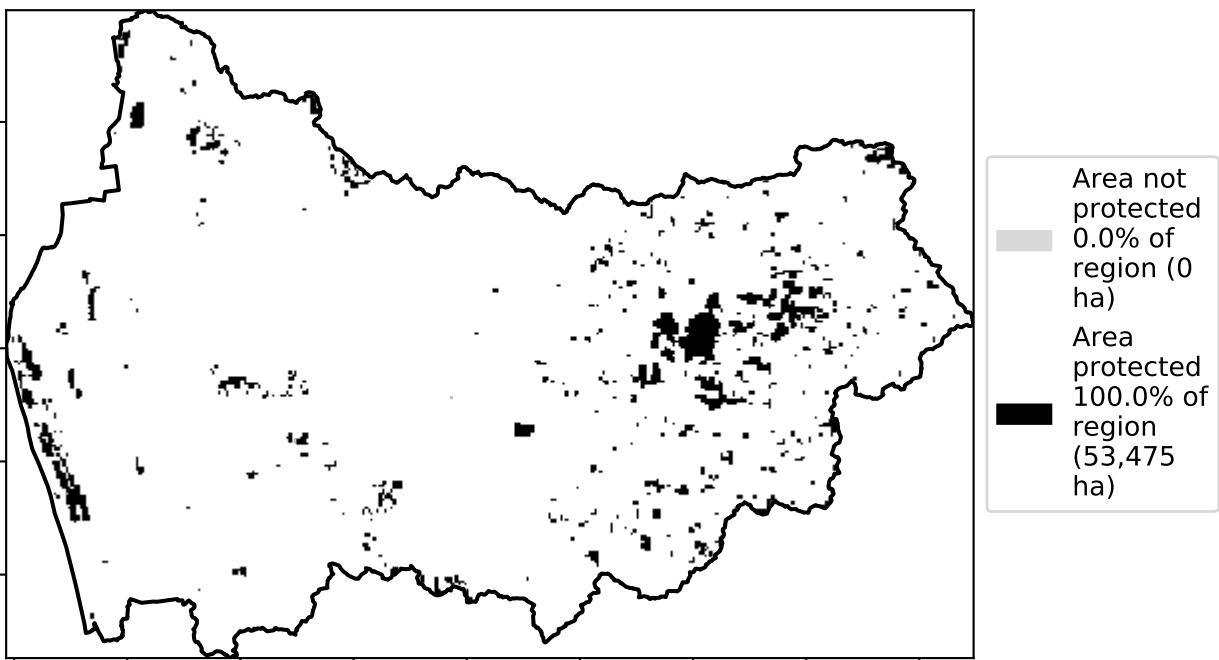 Area not
protected
0.0% of
region (0
ha)
Area
protected
100.0% of
region
(53,475
ha)